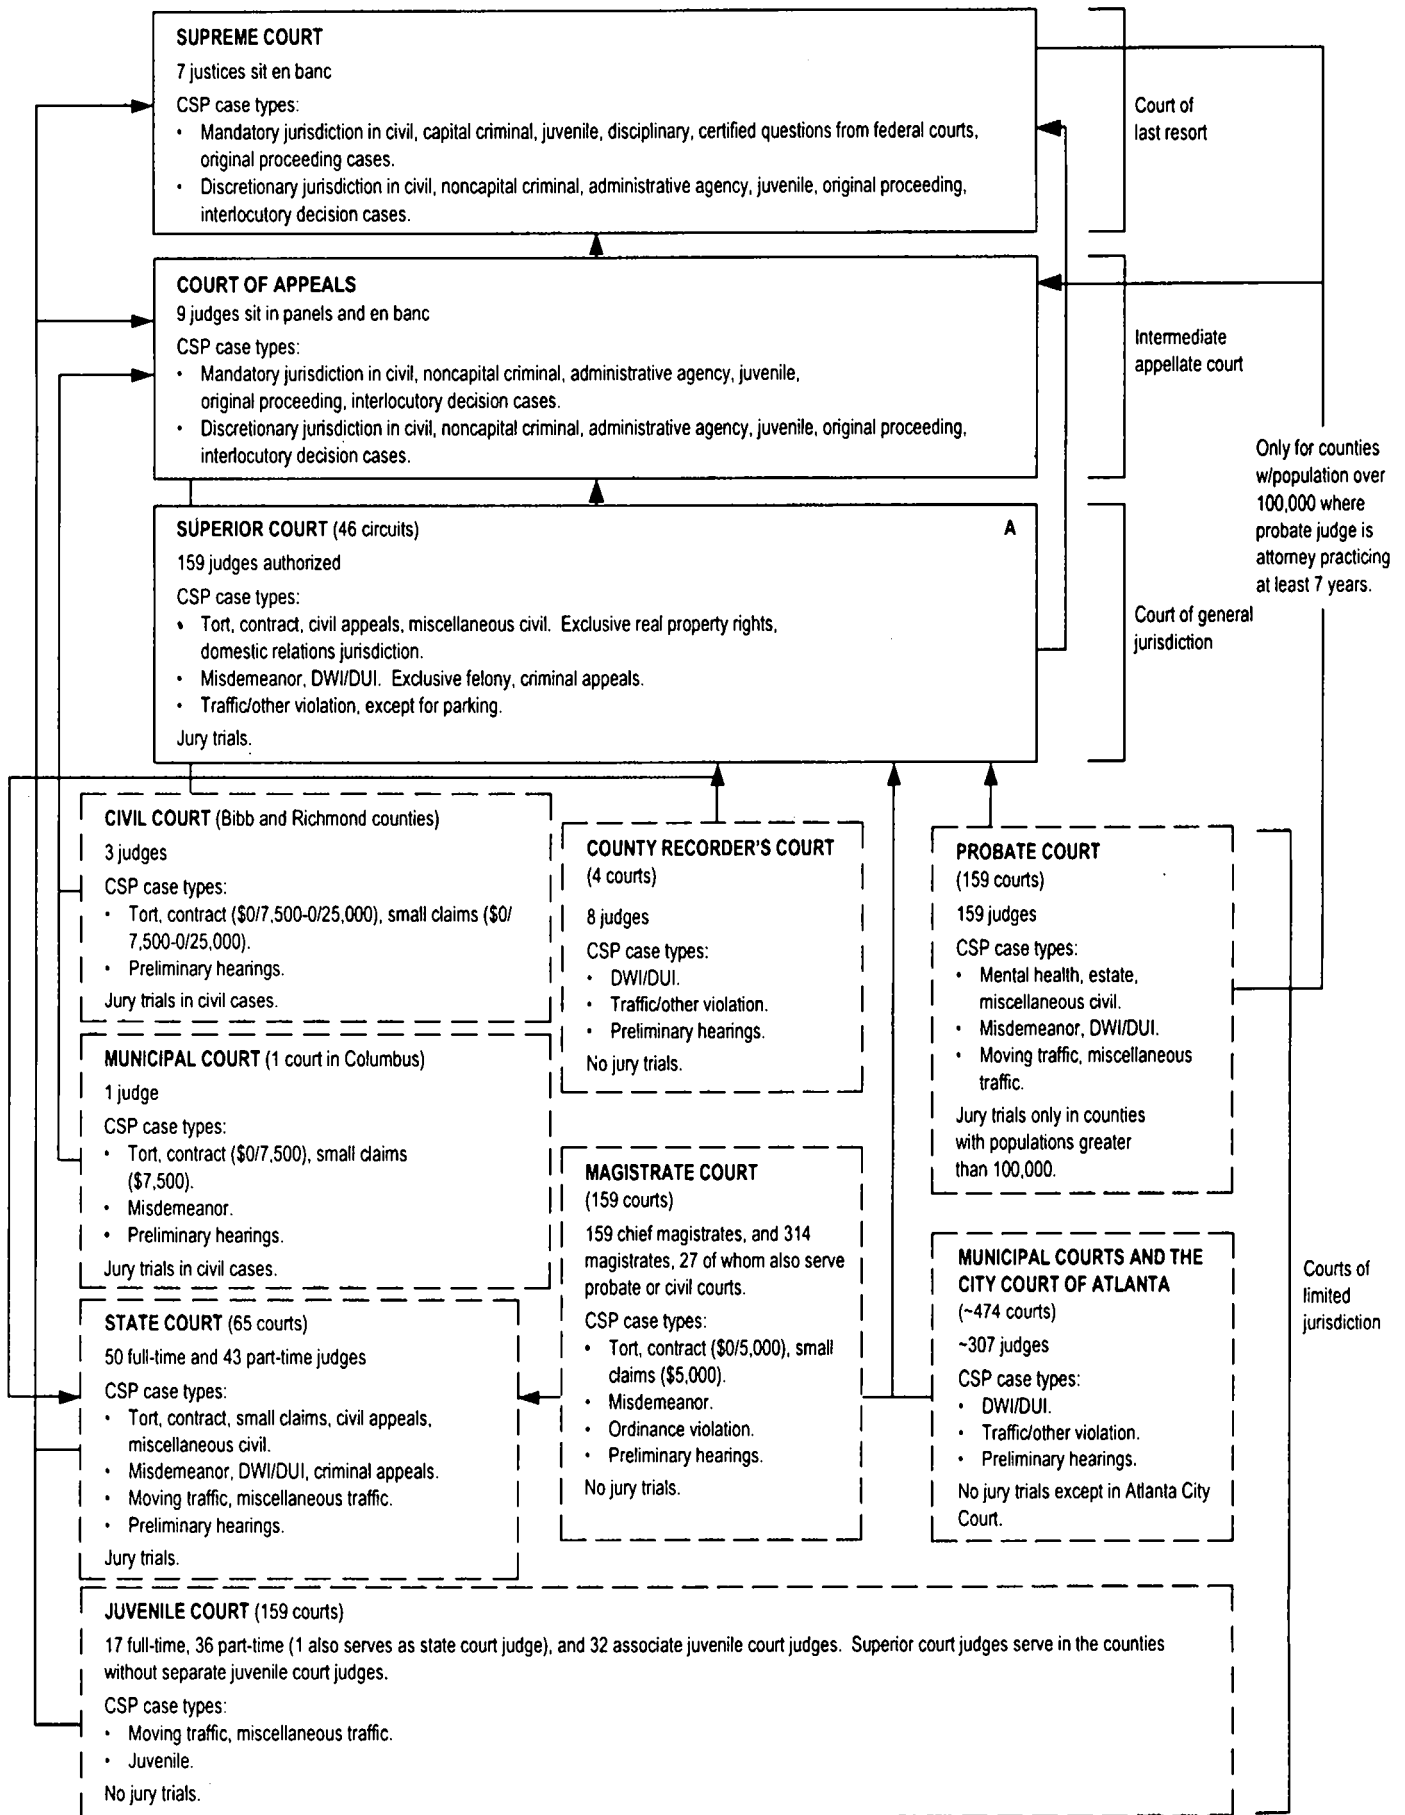 SUPREME COURT
7 justices sit en banc
CSP case types:
• Mandatory jurisdiction in civil, capital criminal, juvenile, disciplinary, certified questions from federal courts,
original proceeding cases.
• Discretionary jurisdiction in civil, noncapital criminal, administrative agency, juvenile, original proceeding,
interlocutory decision cases.
Court of
last resort
COURT OF APPEALS
9 judges sit in panels and en banc
CSP case types:
• Mandatory jurisdiction in civil, noncapital criminal, administrative agency, juvenile,
original proceeding, interlocutory decision cases.
• Discretionary jurisdiction in civil, noncapital criminal, administrative agency, juvenile, original proceeding,
interlocutory decision cases.
Intermediate
appellate court
Only for counties
w/population over
100,000 where
probate judge is
attorney practicing
at least 7 years.
SUPERIOR COURT (46 circuits) A
159 judges authorized
CSP case types:
• Tort, contract, civil appeals, miscellaneous civil. Exclusive real property rights,
domestic relations jurisdiction.
• Misdemeanor, DWI/DUI. Exclusive felony, criminal appeals.
• Traffic/other violation, except for parking.
Jury trials.
Court of general
jurisdiction
CIVIL COURT (Bibb and Richmond counties)
3 judges
CSP case types:
• Tort, contract ($0/7,500-0/25,000), small claims ($0/
7,500-0/25,000).
• Preliminary hearings.
Jury trials in civil cases.
COUNTY RECORDER'S COURT
(4 courts)
8 judges
CSP case types:
• DWI/DUI.
• Traffic/other violation.
• Preliminary hearings.
No jury trials.
PROBATE COURT
(159 courts)
159 judges
CSP case types:
• Mental health, estate,
miscellaneous civil.
• Misdemeanor, DWI/DUI.
• Moving traffic, miscellaneous
traffic.
Jury trials only in counties
with populations greater
than 100,000.
MUNICIPAL COURT (1 court in Columbus)
1 judge
CSP case types:
• Tort, contract ($0/7,500), small claims
($7,500).
• Misdemeanor.
• Preliminary hearings.
Jury trials in civil cases.
MAGISTRATE COURT
(159 courts)
159 chief magistrates, and 314
magistrates, 27 of whom also serve
probate or civil courts.
CSP case types:
• Tort, contract ($0/5,000), small
claims ($5,000).
• Misdemeanor.
• Ordinance violation.
• Preliminary hearings.
No jury trials.
MUNICIPAL COURTS AND THE
CITY COURT OF ATLANTA
(~474 courts)
~307 judges
CSP case types:
• DWI/DUI.
• Traffic/other violation.
• Preliminary hearings.
No jury trials except in Atlanta City
Court.
Courts of
limited
jurisdiction
STATE COURT (65 courts)
50 full-time and 43 part-time judges
CSP case types:
• Tort, contract, small claims, civil appeals,
miscellaneous civil.
• Misdemeanor, DWI/DUI, criminal appeals.
• Moving traffic, miscellaneous traffic.
• Preliminary hearings.
Jury trials.
JUVENILE COURT (159 courts)
17 full-time, 36 part-time (1 also serves as state court judge), and 32 associate juvenile court judges. Superior court judges serve in the counties
without separate juvenile court judges.
CSP case types:
• Moving traffic, miscellaneous traffic.
• Juvenile.
No jury trials.